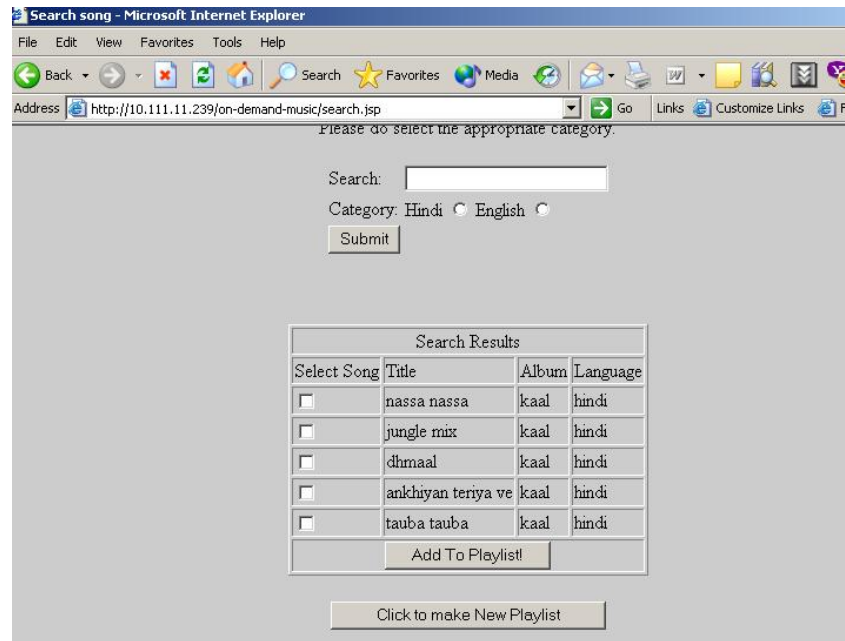 Search song - Microsoft Internet Explorer
File Edit View Favorites Tools Help
Back Search Favorites Media
Address http://10.111.11.239/on-demand-music/search.jsp Go Links Customize Links
Please do select the appropriate category.
Search:
Category: Hindi English
Submit
Search Results
Select Song Title Album Language
nassa nassa kaal hindi
jungle mix kaal hindi
dhmaal kaal hindi
ankhiyan teriya ve kaal hindi
tauba tauba kaal hindi
Add To Playlist!
Click to make New Playlist